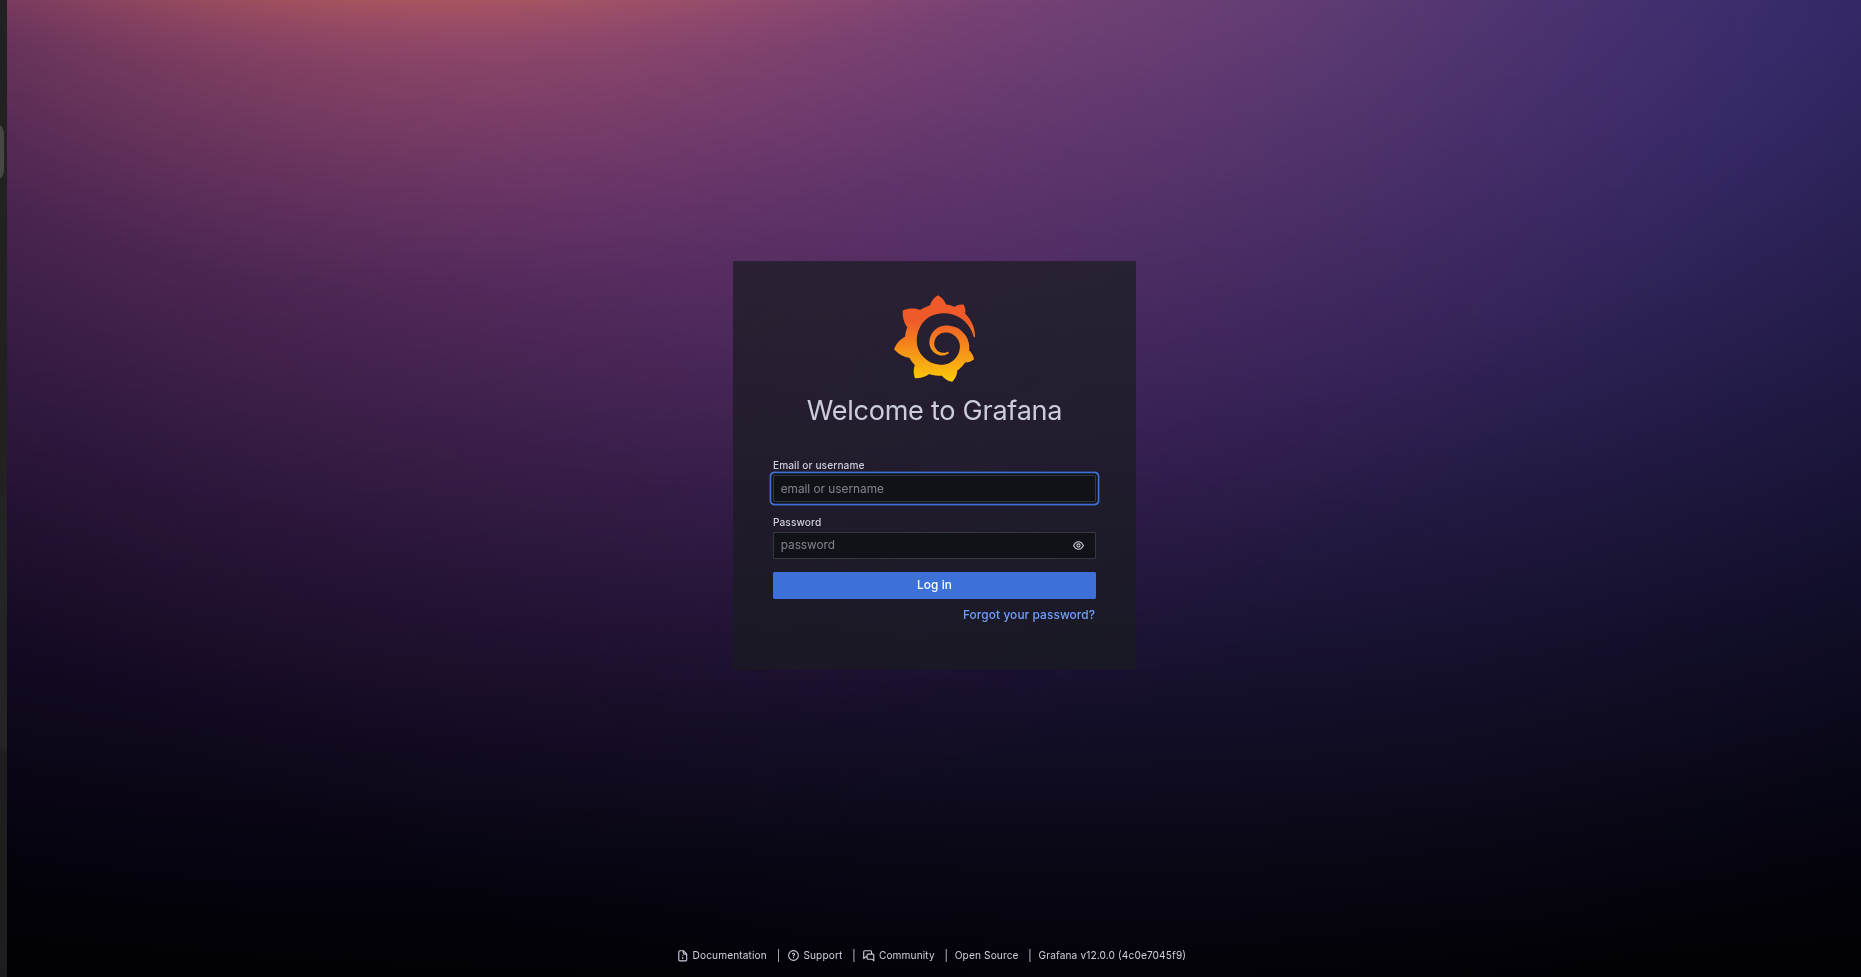 Welcome to Grafana
Email or username
email or username
Password
password
Log in
Forgot your password?
Documentation | Support | Community | Open Source | Grafana v12.0.0 (4c0e7045f9)